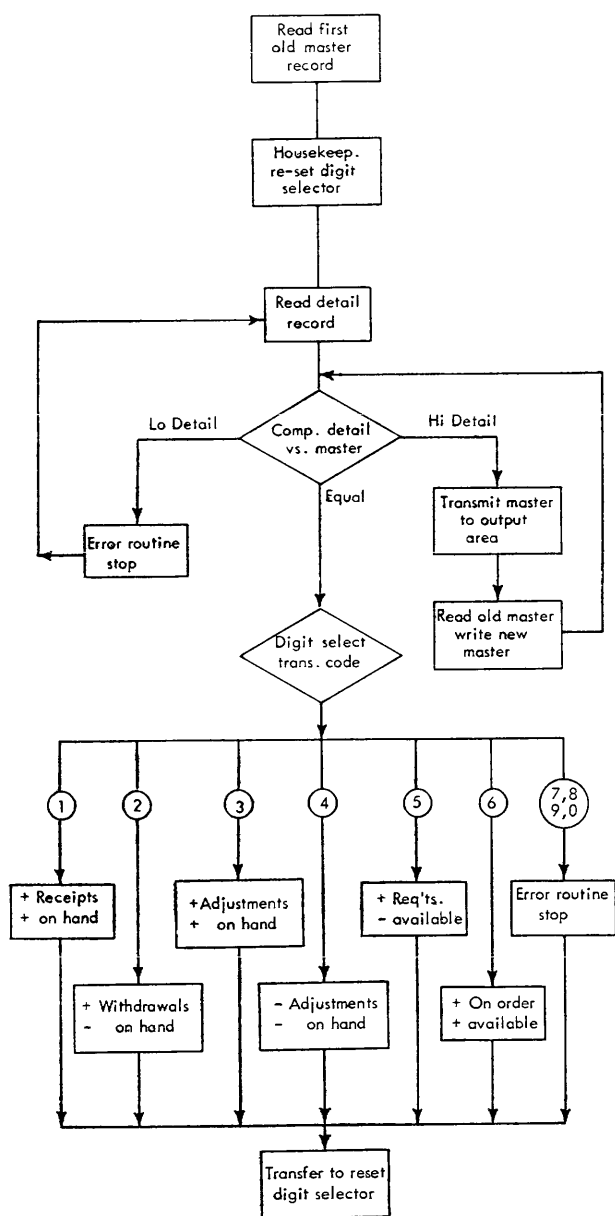 Read first
old master
record
Housekeep.
re-set digit
selector
Read detail
record
Lo Detail
Comp. detail
vs. master
Hi Detail
Equal
Error routine
stop
Transmit master
to output
area
Read old master
write new
master
Digit select
trans. code
1
2
3
4
5
6
7,8
9,0
+ Receipts
+ on hand
+ Withdrawals
- on hand
+Adjustments
+ on hand
- Adjustments
- on hand
+ Req'ts.
- available
+ On order
+ available
Error routine
stop
Transfer to reset
digit selector